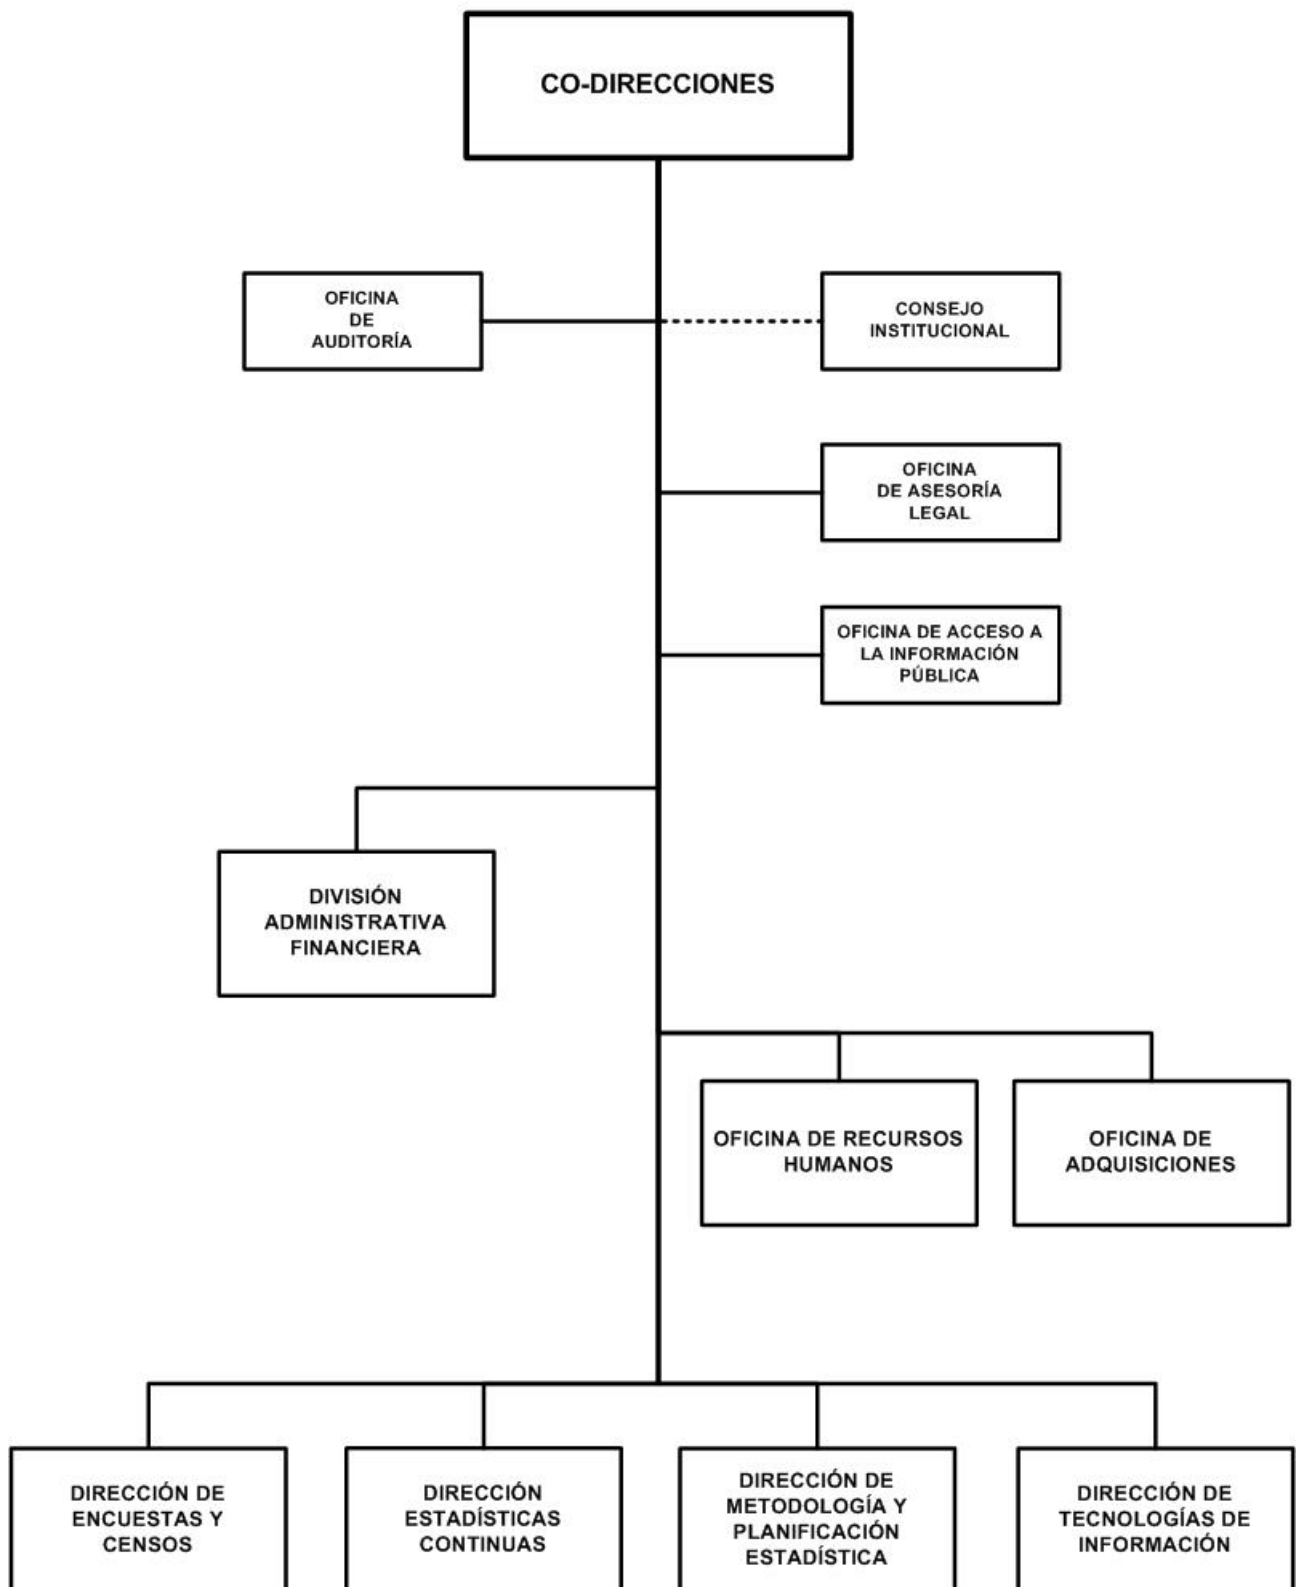 CO-DIRECCIONES
OFICINA
DE
AUDITORÍA
CONSEJO
INSTITUCIONAL
OFICINA
DE ASESORÍA
LEGAL
OFICINA DE ACCESO A
LA INFORMACIÓN
PÚBLICA
DIVISIÓN
ADMINISTRATIVA
FINANCIERA
OFICINA DE RECURSOS
HUMANOS
OFICINA DE
ADQUISICIONES
DIRECCIÓN DE
ENCUESTAS Y
CENSOS
DIRECCIÓN
ESTADÍSTICAS
CONTINUAS
DIRECCIÓN DE
METODOLOGÍA Y
PLANIFICACIÓN
ESTADÍSTICA
DIRECCIÓN DE
TECNOLOGÍAS DE
INFORMACIÓN